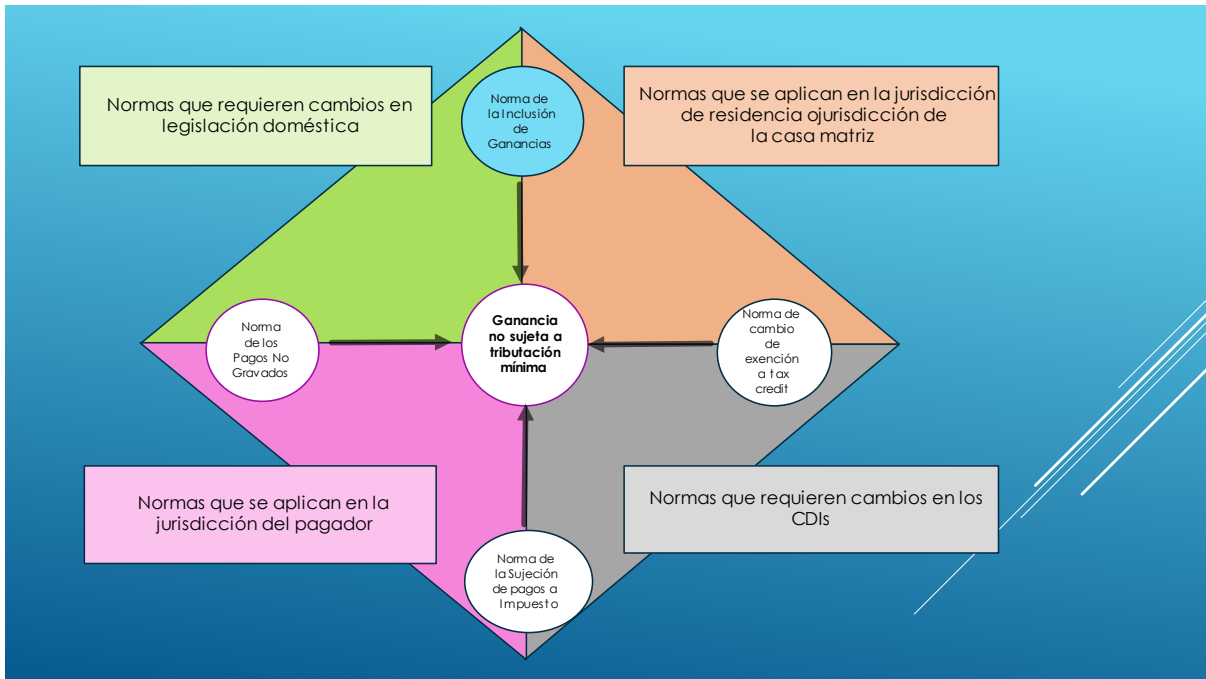 Normas que requieren cambios en
legislación doméstica
Norma de
la Inclusión
de
Ganancias
Normas que se aplican en la jurisdicción
de residencia ojurisdicción de
la casa matriz
Norma
de los
Pagos No
Gravados
Ganancia
no sujeta a
tributación
mínima
Norma de
cambio
de
exención
a tax
credit
Normas que se aplican en la
jurisdicción del pagador
Norma de
la Sujeción
de pagos a
Impuesto
Normas que requieren cambios en los
CDIs